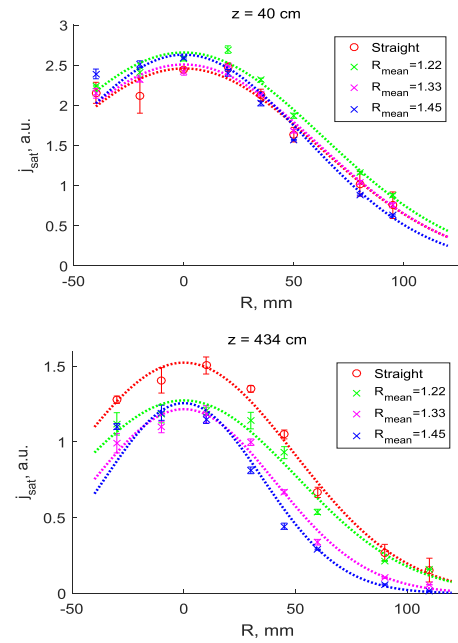 z = 40 cm
3
2.5
2
1.5
1
0.5
0
j_sat, a.u.
Straight
R_mean=1.22
R_mean=1.33
R_mean=1.45
-50 0 50 100
R, mm
z = 434 cm
1.5
1
0.5
0
j_sat, a.u.
Straight
R_mean=1.22
R_mean=1.33
R_mean=1.45
-50 0 50 100
R, mm